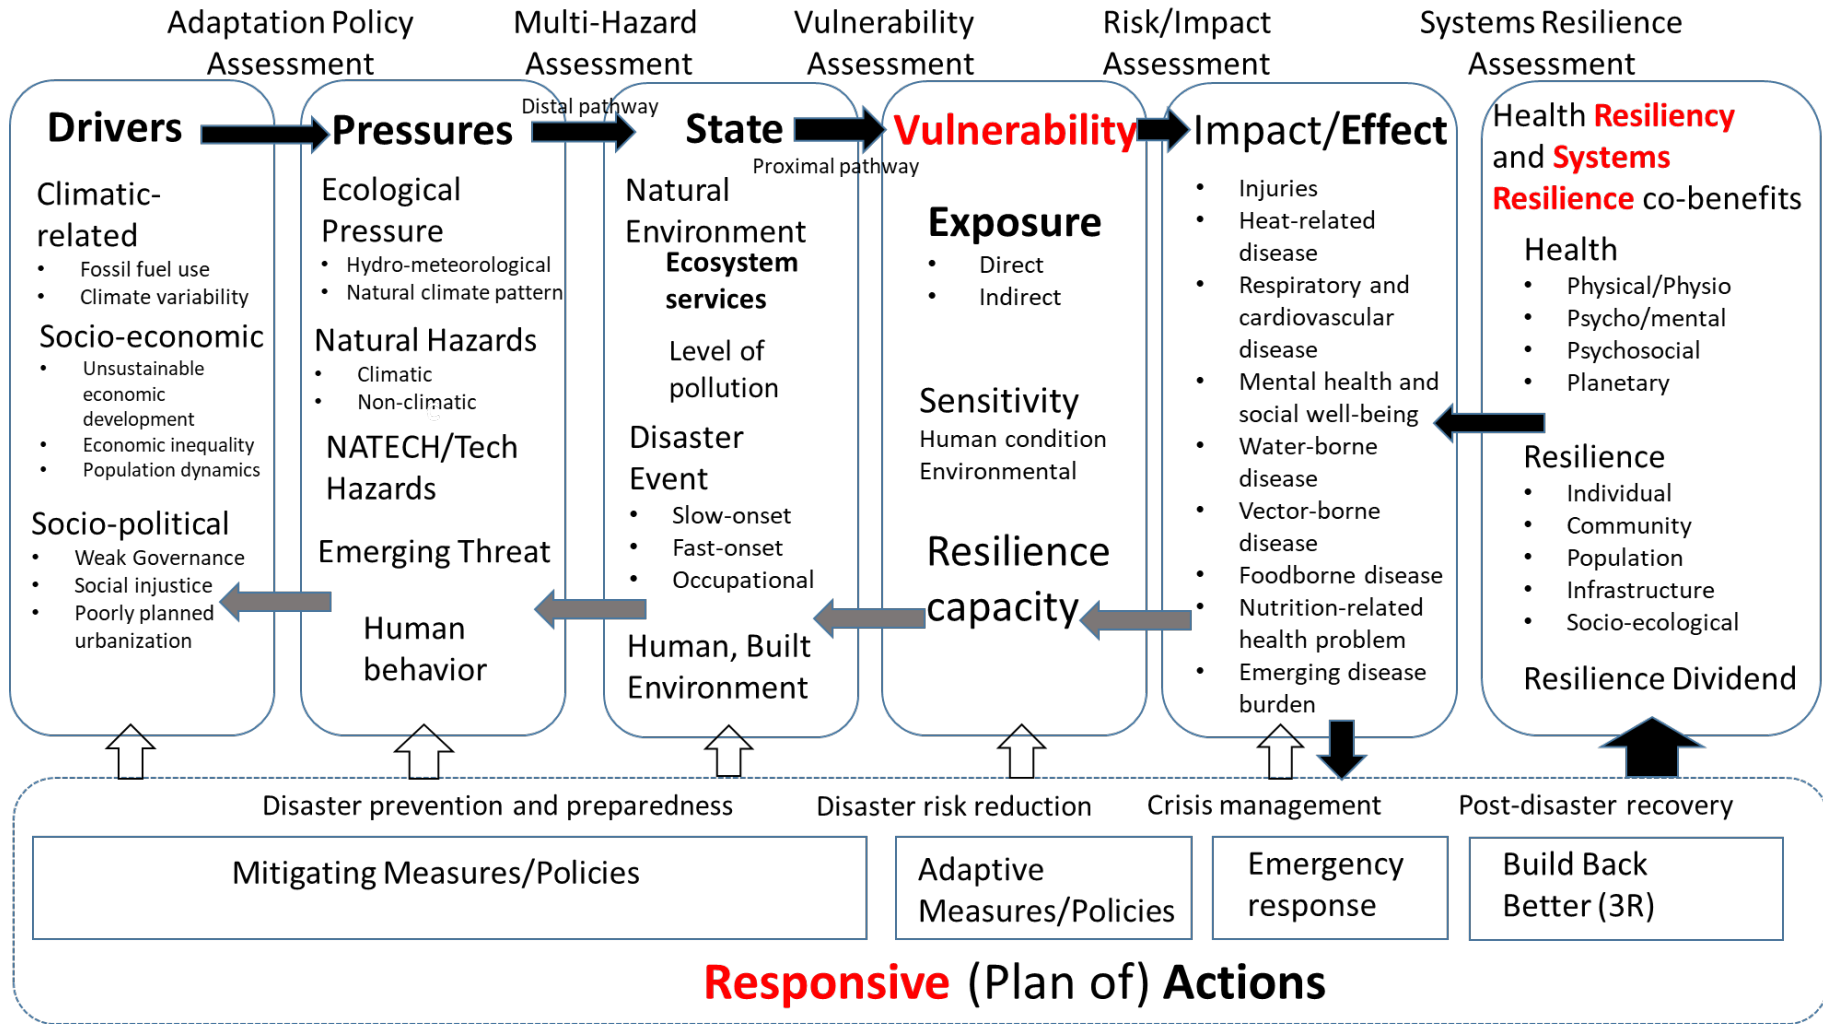 Adaptation Policy
Assessment
Multi-Hazard
Assessment
Vulnerability
Assessment
Risk/Impact
Assessment
Systems Resilience
Assessment
Drivers
Climatic-
related
• Fossil fuel use
• Climate variability
Socio-economic
• Unsustainable
economic
development
• Economic inequality
• Population dynamics
Socio-political
• Weak Governance
• Social injustice
• Poorly planned
urbanization
Pressures
Ecological
Pressure
• Hydro-meteorological
• Natural climate pattern
Natural Hazards
• Climatic
• Non-climatic
NATECH/Tech
Hazards
Emerging Threat
Human
behavior
Distal pathway
State
Natural
Environment
Ecosystem
services
Level of
pollution
Disaster
Event
• Slow-onset
• Fast-onset
• Occupational
Human, Built
Environment
Proximal pathway
Vulnerability
Exposure
• Direct
• Indirect
Sensitivity
Human condition
Environmental
Resilience
capacity
Impact/Effect
• Injuries
• Heat-related
disease
• Respiratory and
cardiovascular
disease
• Mental health and
social well-being
• Water-borne
disease
• Vector-borne
disease
• Foodborne disease
• Nutrition-related
health problem
• Emerging disease
burden
Health Resiliency
and Systems
Resilience co-benefits
Health
• Physical/Physio
• Psycho/mental
• Psychosocial
• Planetary
Resilience
• Individual
• Community
• Population
• Infrastructure
• Socio-ecological
Resilience Dividend
Disaster prevention and preparedness
Disaster risk reduction
Crisis management
Post-disaster recovery
Mitigating Measures/Policies
Adaptive
Measures/Policies
Emergency
response
Build Back
Better (3R)
Responsive (Plan of) Actions